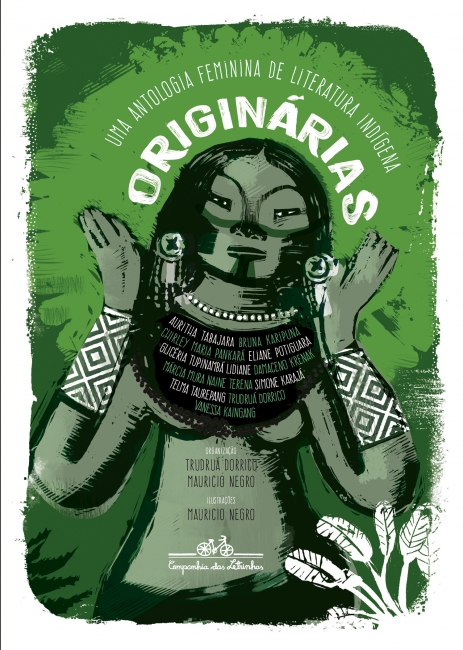 UMA ANTOLOGIA FEMININA DE LITERATURA INDÍGENA
ORIGINÁRIAS
AURITHA TABAJARA BRUNA KARIPUNA
CHIRLEY MARIA PANKARÁ ELIANE POTIGUARA
GLICÉRIA TUPINAMBÁ LIDIANE DAMACENO KRENAK
MÁRCIA MURA NAINE TERENA SIMONE KARAJÁ
TELMA TAUREPANG TRUDRUÁ DORRICO
VANESSA KAINGANG
ORGANIZAÇÃO
TRUDRUÁ DORRICO
MAURICIO NEGRO
ILUSTRAÇÕES
MAURICIO NEGRO
Companhia das Letrinhas